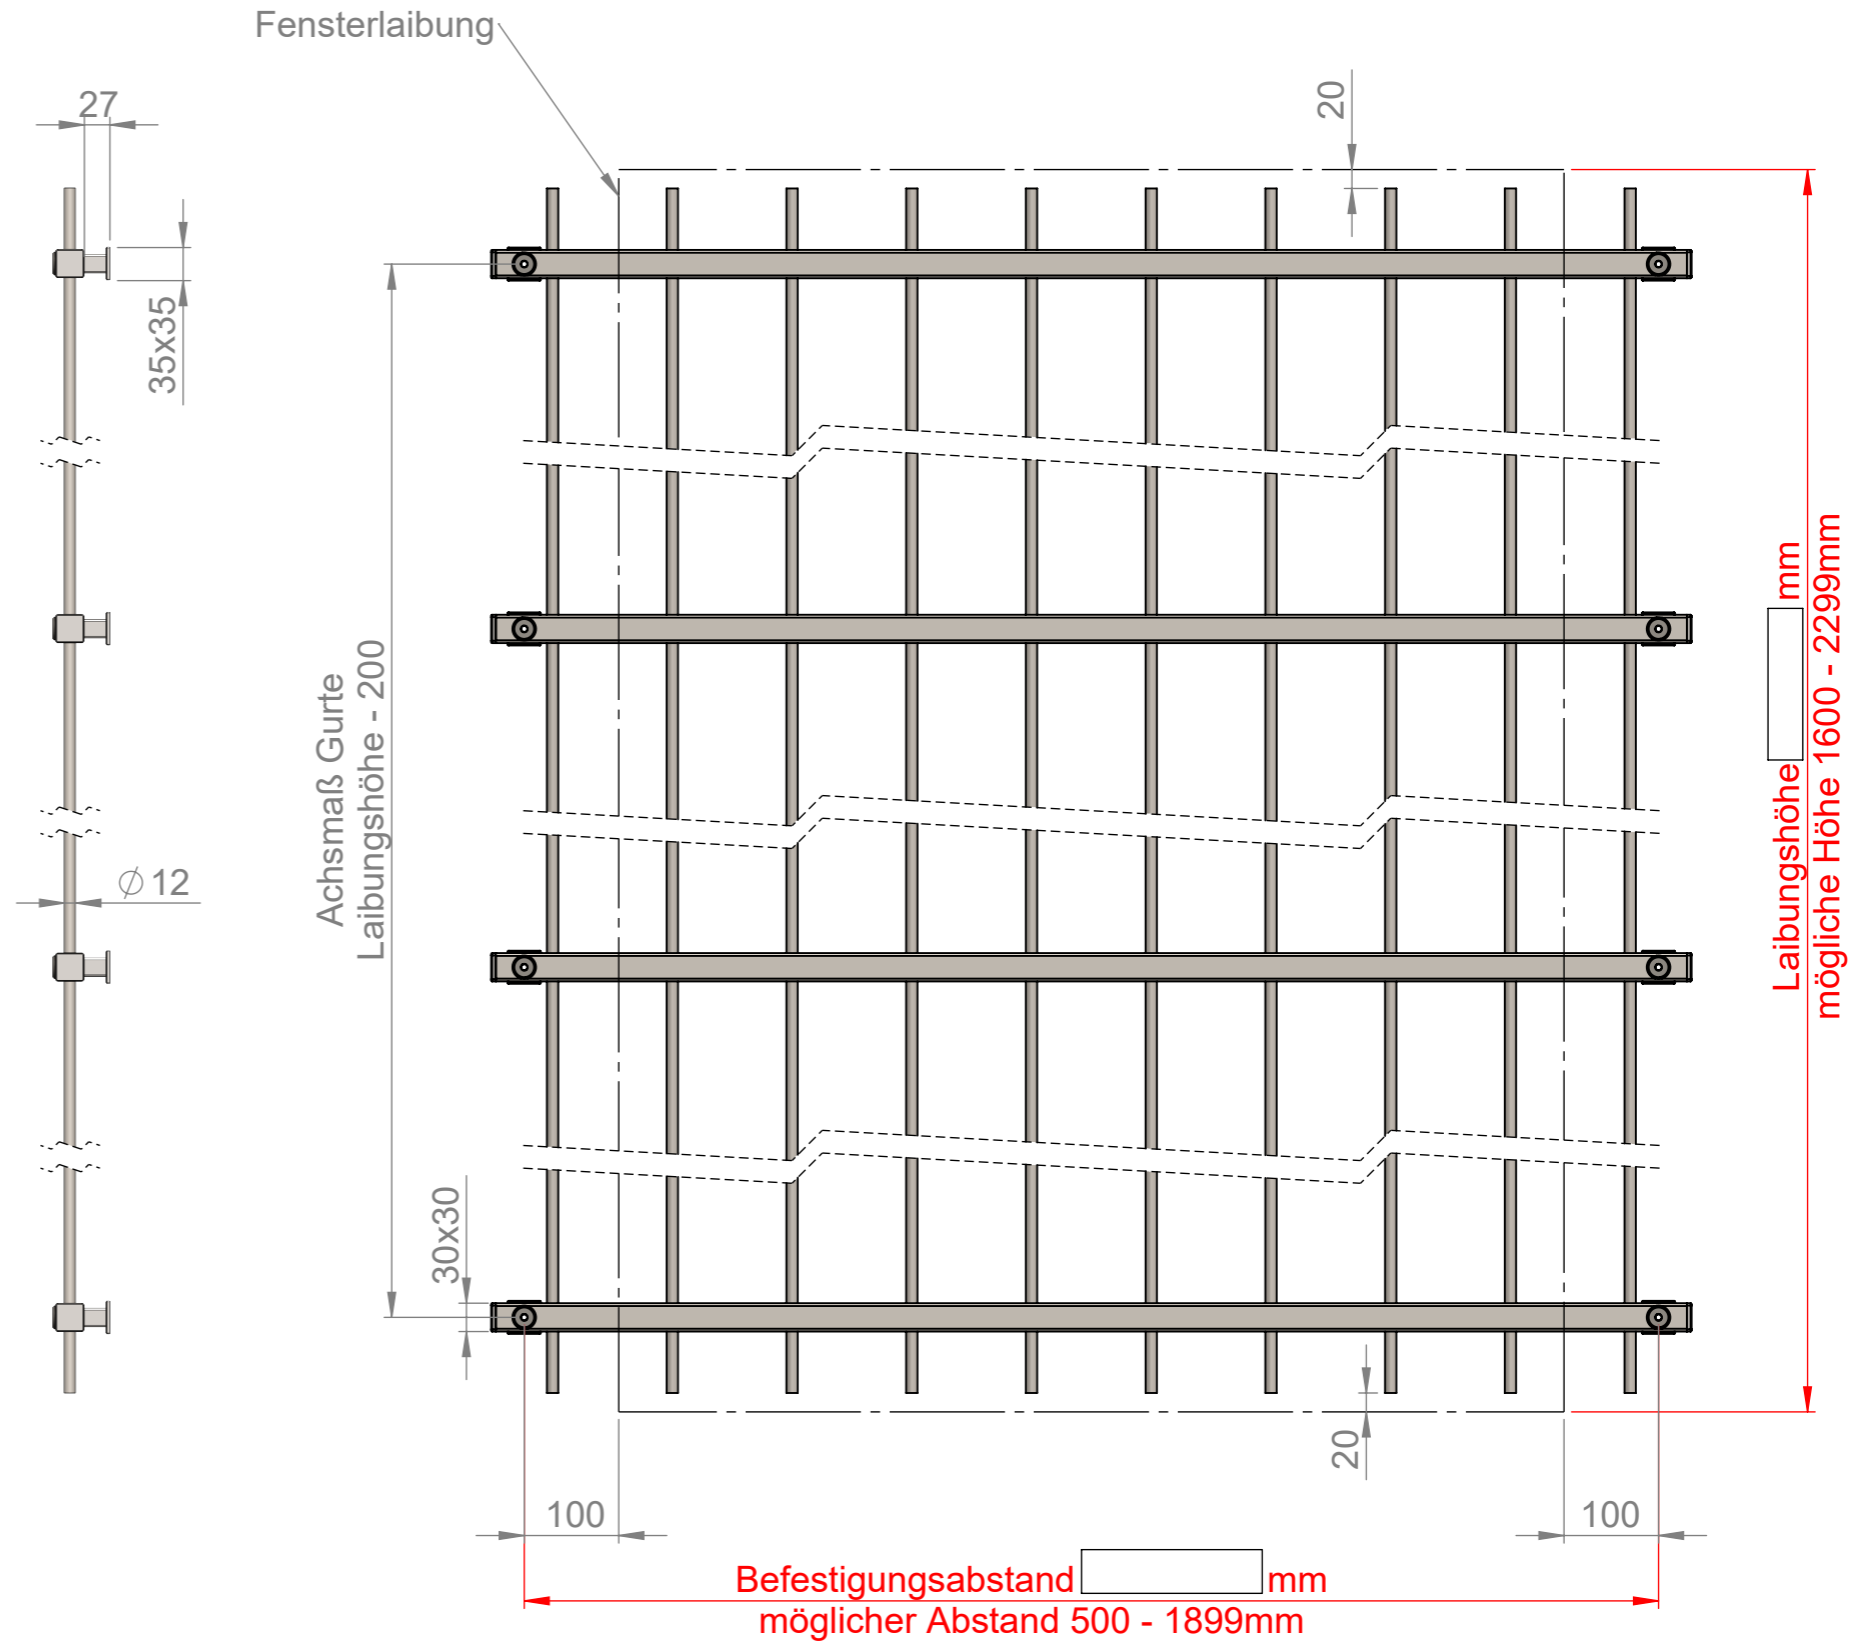 Fensterlaibung
27
20
35x35
Achsmaß Gurte
Laibungshöhe - 200
Laibungshöhe mm
mögliche Höhe 1600 - 2299mm
∅12
30x30
20
100
100
Befestigungsabstand mm
möglicher Abstand 500 - 1899mm